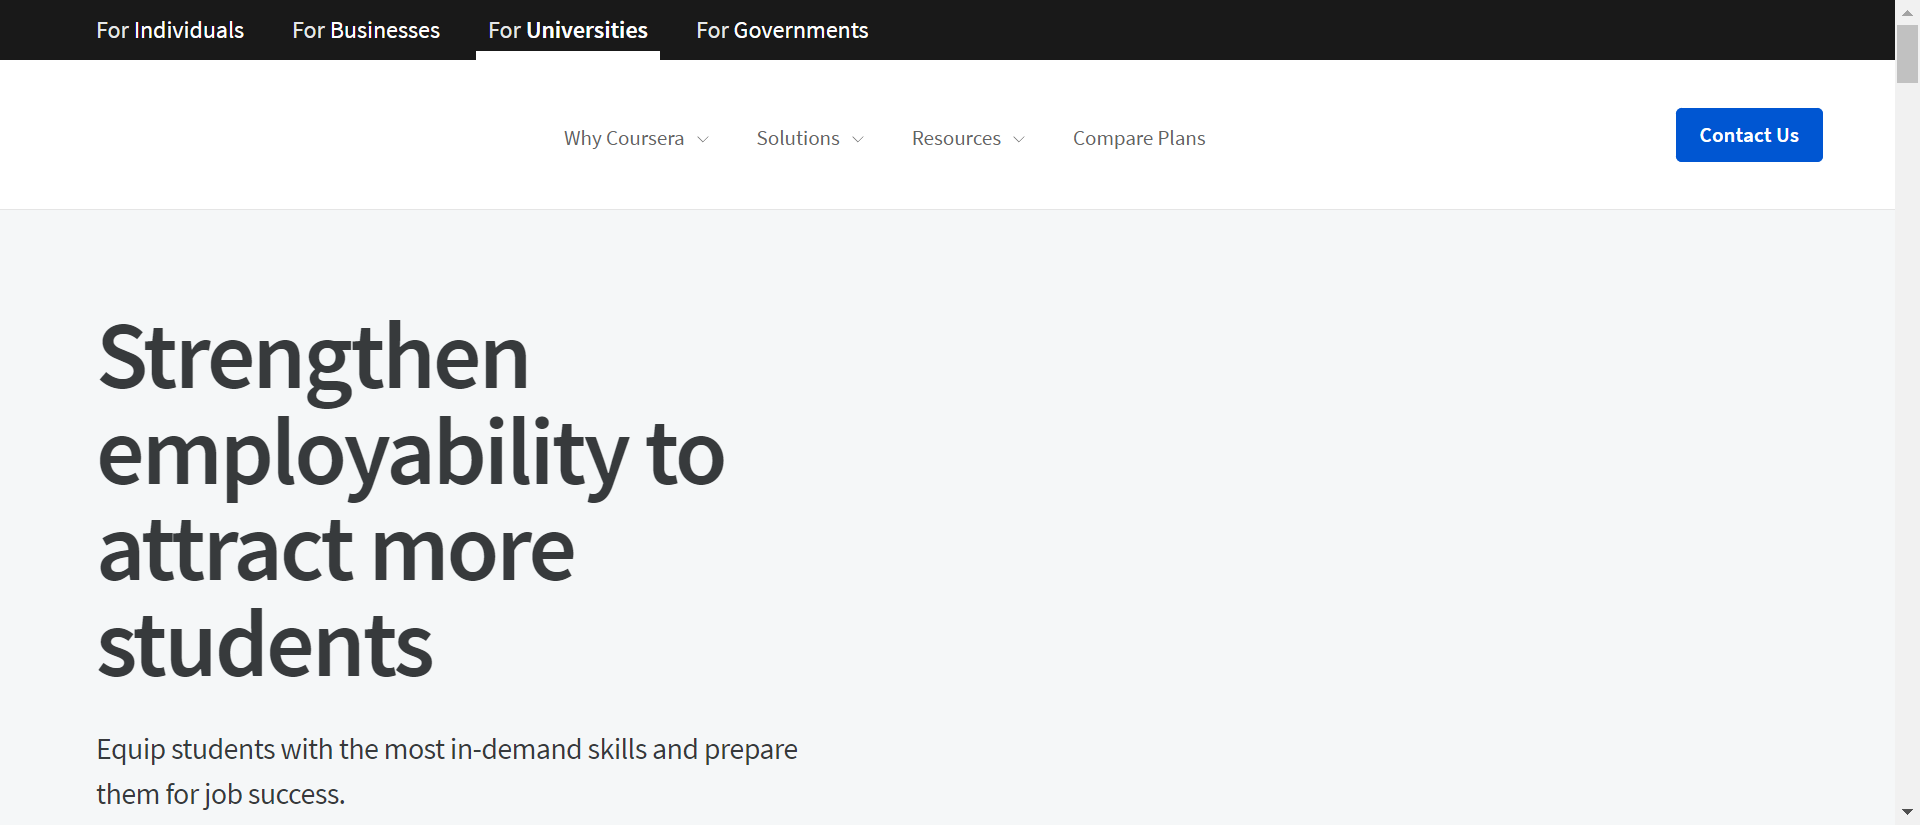 For Individuals For Businesses For Universities For Governments
Why Coursera Solutions Resources Compare Plans Contact Us
Strengthen
employability to
attract more
students
Equip students with the most in-demand skills and prepare
them for job success.